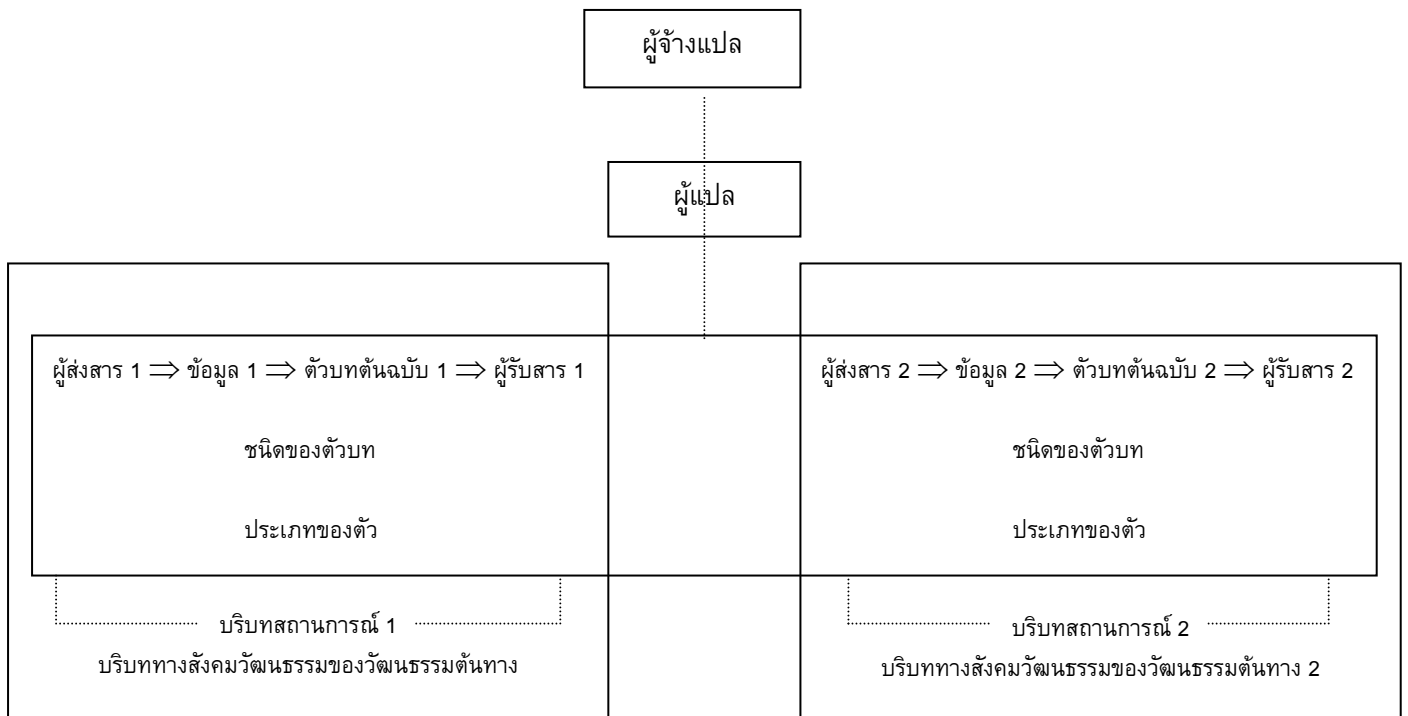 ผู้จ้างแปล
ผู้แปล
ผู้ส่งสาร 1 ⇒ ข้อมูล 1 ⇒ ตัวบทต้นฉบับ 1 ⇒ ผู้รับสาร 1
ชนิดของตัวบท
ประเภทของตัว
บริบทสถานการณ์ 1
บริบททางสังคมวัฒนธรรมของวัฒนธรรมต้นทาง
ผู้ส่งสาร 2 ⇒ ข้อมูล 2 ⇒ ตัวบทต้นฉบับ 2 ⇒ ผู้รับสาร 2
ชนิดของตัวบท
ประเภทของตัว
บริบทสถานการณ์ 2
บริบททางสังคมวัฒนธรรมของวัฒนธรรมต้นทาง 2